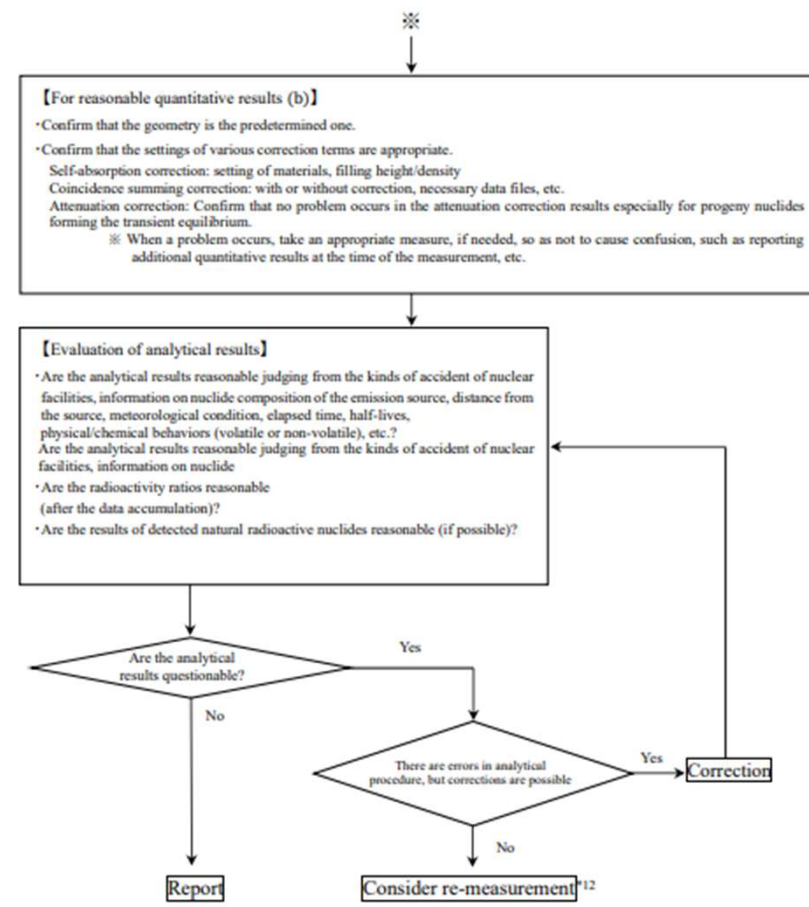 ※
【For reasonable quantitative results (b)】
・Confirm that the geometry is the predetermined one.
・Confirm that the settings of various correction terms are appropriate.
Self-absorption correction: setting of materials, filling height/density
Coincidence summing correction: with or without correction, necessary data files, etc.
Attenuation correction: Confirm that no problem occurs in the attenuation correction results especially for progeny nuclides
forming the transient equilibrium.
※ When a problem occurs, take an appropriate measure, if needed, so as not to cause confusion, such as reporting
additional quantitative results at the time of the measurement, etc.
【Evaluation of analytical results】
・Are the analytical results reasonable judging from the kinds of accident of nuclear
facilities, information on nuclide composition of the emission source, distance from
the source, meteorological condition, elapsed time, half-lives,
physical/chemical behaviors (volatile or non-volatile), etc.?
Are the analytical results reasonable judging from the kinds of accident of nuclear
facilities, information on nuclide
・Are the radioactivity ratios reasonable
(after the data accumulation)?
・Are the results of detected natural radioactive nuclides reasonable (if possible)?
Are the analytical
results questionable?
Yes
No
There are errors in analytical
procedure, but corrections are possible
Yes
Correction
No
Report
Consider re-measurement*12